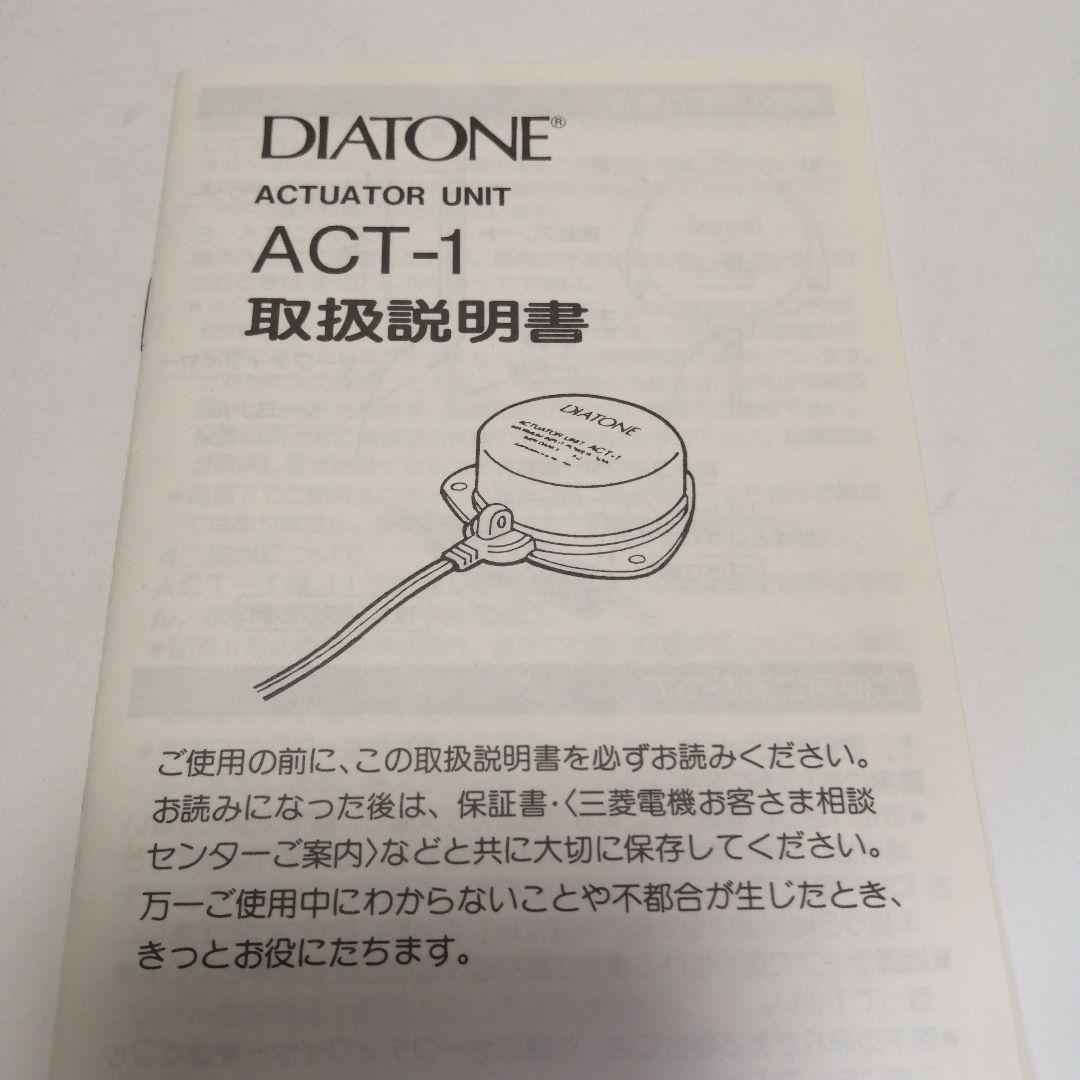 DIATONE®
ACTUATOR UNIT
ACT-1
取扱説明書
DIATONE
ACTUATOR UNIT ACT-1
ご使用の前に、この取扱説明書を必ずお読みください。
お読みになった後は、保証書・〈三菱電機お客さま相談
センターご案内〉などと共に大切に保存してください。
万一ご使用中にわからないことや不都合が生じたとき、
きっとお役にたちます。